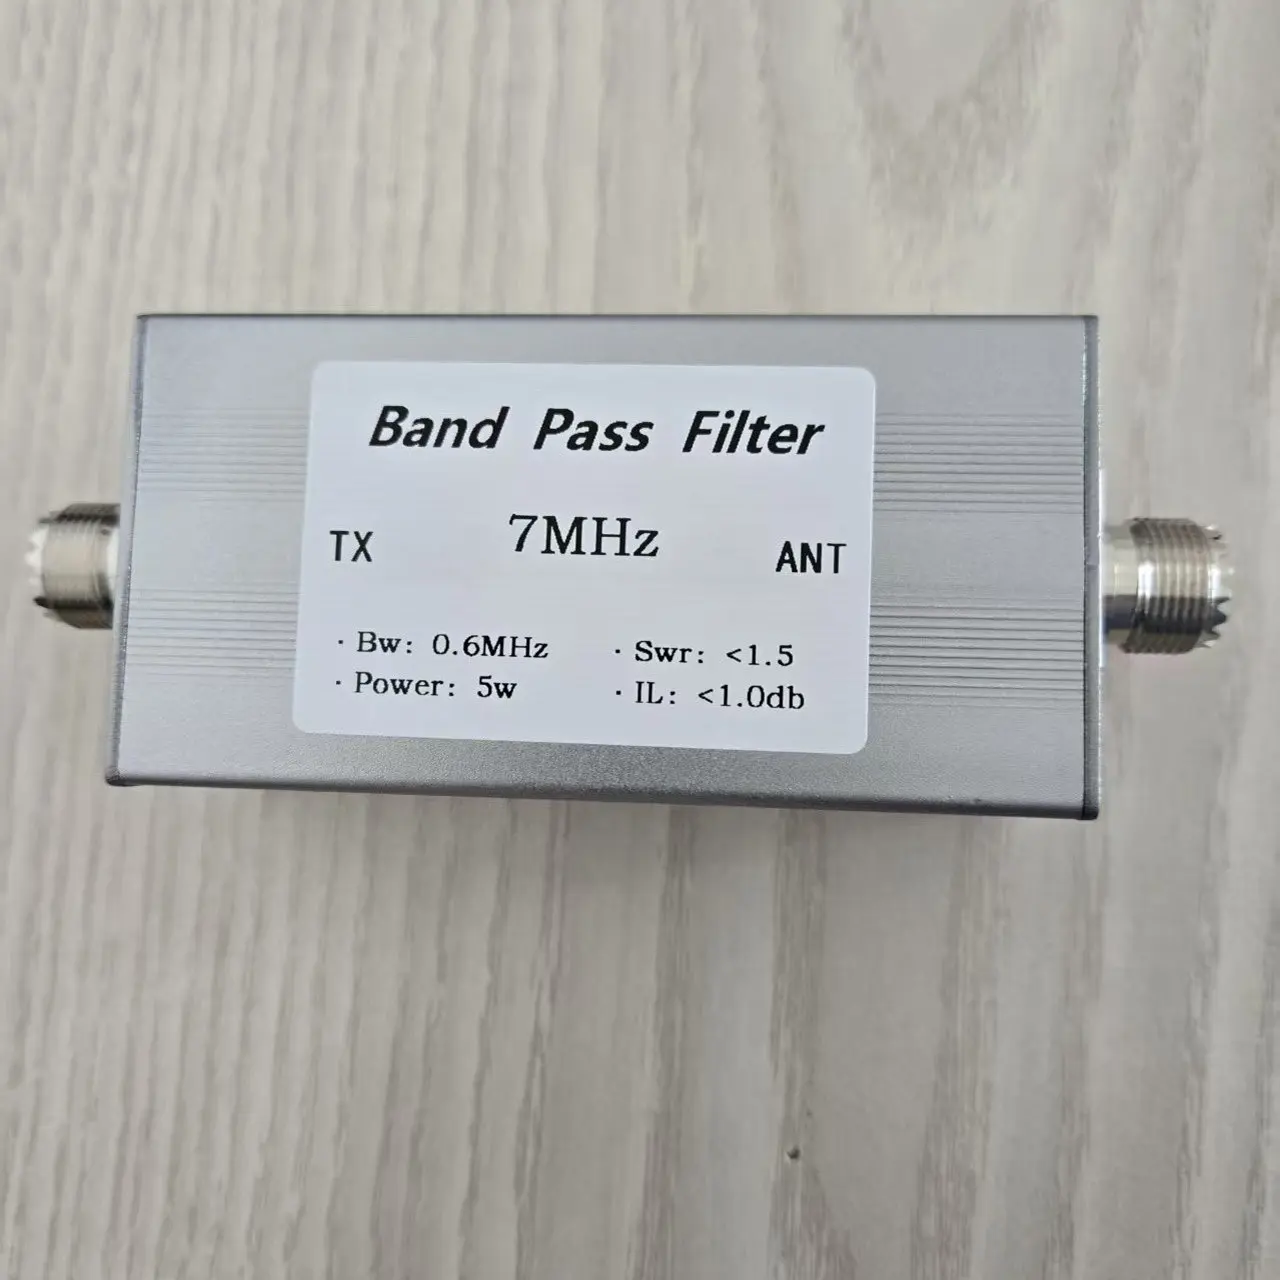 Band Pass Filter
7MHz
TX
ANT
· Bw: 0.6MHz · Swr: <1.5
· Power: 5w · IL: <1.0db